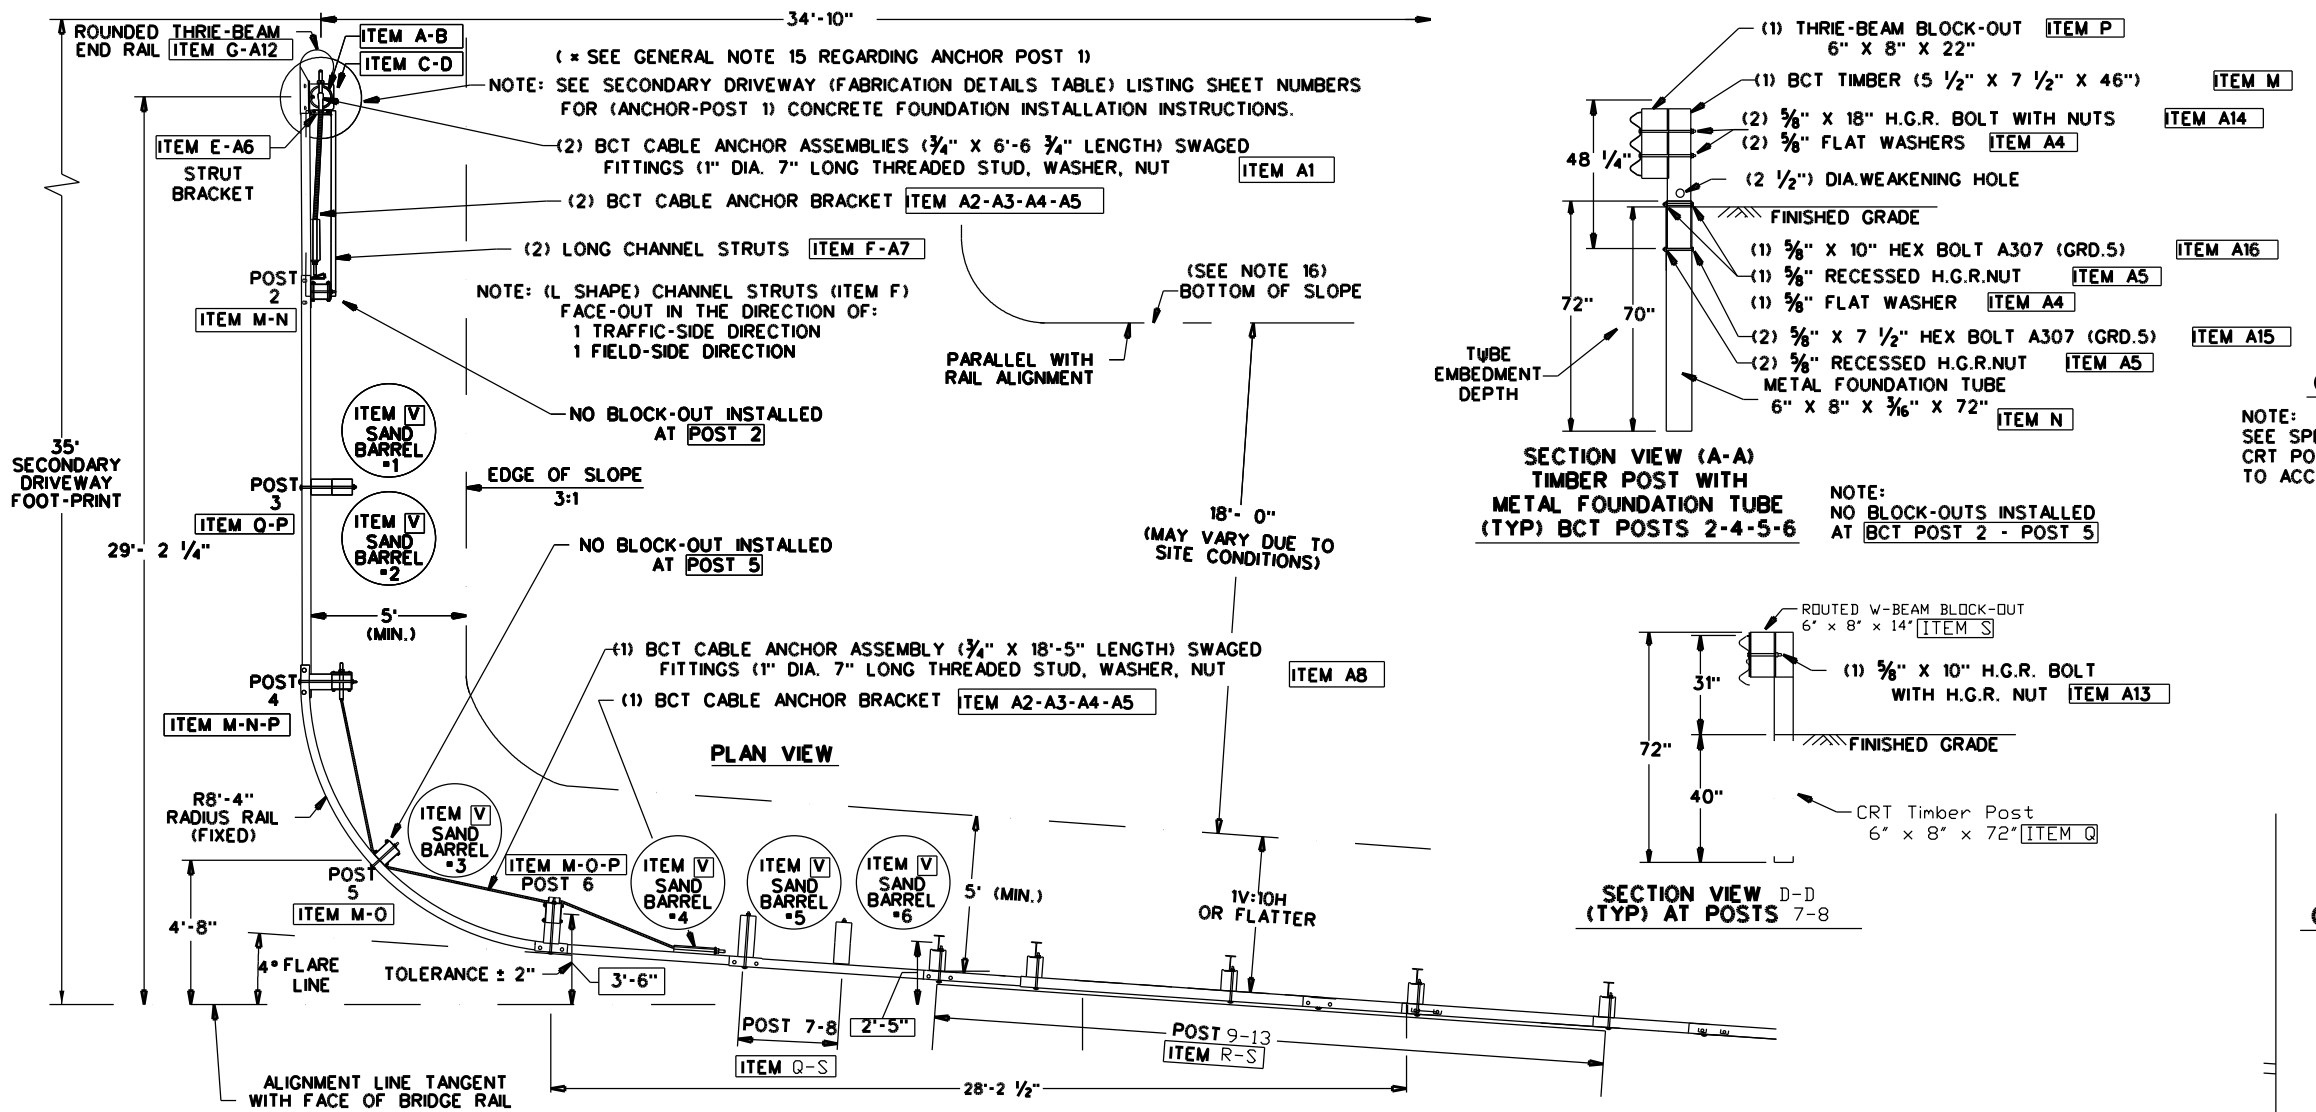 34'-10"
ROUNDED THRIE-BEAM
END RAIL ITEM G-A12
ITEM A-B
ITEM C-D
(* SEE GENERAL NOTE 15 REGARDING ANCHOR POST 1)
NOTE: SEE SECONDARY DRIVEWAY (FABRICATION DETAILS TABLE) LISTING SHEET NUMBERS
FOR (ANCHOR-POST 1) CONCRETE FOUNDATION INSTALLATION INSTRUCTIONS.
ITEM E-A6
STRUT
BRACKET
(2) BCT CABLE ANCHOR ASSEMBLIES (3/4" X 6'-6 3/4" LENGTH) SWAGED
FITTINGS (1" DIA. 7" LONG THREADED STUD, WASHER, NUT ITEM A1
(2) BCT CABLE ANCHOR BRACKET ITEM A2-A3-A4-A5
(2) LONG CHANNEL STRUTS ITEM F-A7
POST
2
ITEM M-N
NOTE: (L SHAPE) CHANNEL STRUTS (ITEM F)
FACE-OUT IN THE DIRECTION OF:
1 TRAFFIC-SIDE DIRECTION
1 FIELD-SIDE DIRECTION
(SEE NOTE 16)
BOTTOM OF SLOPE
PARALLEL WITH
RAIL ALIGNMENT
NO BLOCK-OUT INSTALLED
AT POST 2
ITEM V
SAND
BARREL
#1
35'
SECONDARY
DRIVEWAY
FOOT-PRINT
POST
3
ITEM Q-P
EDGE OF SLOPE
3:1
ITEM V
SAND
BARREL
#2
29'- 2 1/4"
NO BLOCK-OUT INSTALLED
AT POST 5
18'- 0"
(MAY VARY DUE TO
SITE CONDITIONS)
5'
(MIN.)
(1) BCT CABLE ANCHOR ASSEMBLY (3/4" X 18'-5" LENGTH) SWAGED
FITTINGS (1" DIA. 7" LONG THREADED STUD, WASHER, NUT ITEM A8
(1) BCT CABLE ANCHOR BRACKET ITEM A2-A3-A4-A5
POST
4
ITEM M-N-P
PLAN VIEW
R8'-4"
RADIUS RAIL
(FIXED)
ITEM V
SAND
BARREL
#3
ITEM M-O-P
POST 6
ITEM V
SAND
BARREL
#4
ITEM V
SAND
BARREL
#5
ITEM V
SAND
BARREL
#6
5' (MIN.)
1V:10H
OR FLATTER
POST
5
ITEM M-O
4'-8"
4° FLARE
LINE
TOLERANCE ± 2"
3'-6"
POST 7-8
2'-5"
ITEM Q-S
POST 9-13
ITEM R-S
28'-2 1/2"
ALIGNMENT LINE TANGENT
WITH FACE OF BRIDGE RAIL
(1) THRIE-BEAM BLOCK-OUT ITEM P
6" X 8" X 22"
(1) BCT TIMBER (5 1/2" X 7 1/2" X 46") ITEM M
(2) 5/8" X 18" H.G.R. BOLT WITH NUTS ITEM A14
(2) 5/8" FLAT WASHERS ITEM A4
48 1/4"
(2 1/2") DIA.WEAKENING HOLE
FINISHED GRADE
(1) 5/8" X 10" HEX BOLT A307 (GRD.5) ITEM A16
(1) 5/8" RECESSED H.G.R.NUT ITEM A5
(1) 5/8" FLAT WASHER ITEM A4
72"
70"
(2) 5/8" X 7 1/2" HEX BOLT A307 (GRD.5) ITEM A15
(2) 5/8" RECESSED H.G.R.NUT ITEM A5
TUBE
EMBEDMENT
DEPTH
METAL FOUNDATION TUBE
6" X 8" X 3/16" X 72" ITEM N
SECTION VIEW (A-A)
TIMBER POST WITH
METAL FOUNDATION TUBE
(TYP) BCT POSTS 2-4-5-6
NOTE:
NO BLOCK-OUTS INSTALLED
AT BCT POST 2 - POST 5
NOTE:
SEE SP
CRT PO
TO ACC
ROUTED W-BEAM BLOCK-OUT
6" x 8" x 14" ITEM S
31"
(1) 5/8" X 10" H.G.R. BOLT
WITH H.G.R. NUT ITEM A13
72"
FINISHED GRADE
40"
CRT Timber Post
6" x 8" x 72" ITEM Q
SECTION VIEW D-D
(TYP) AT POSTS 7-8